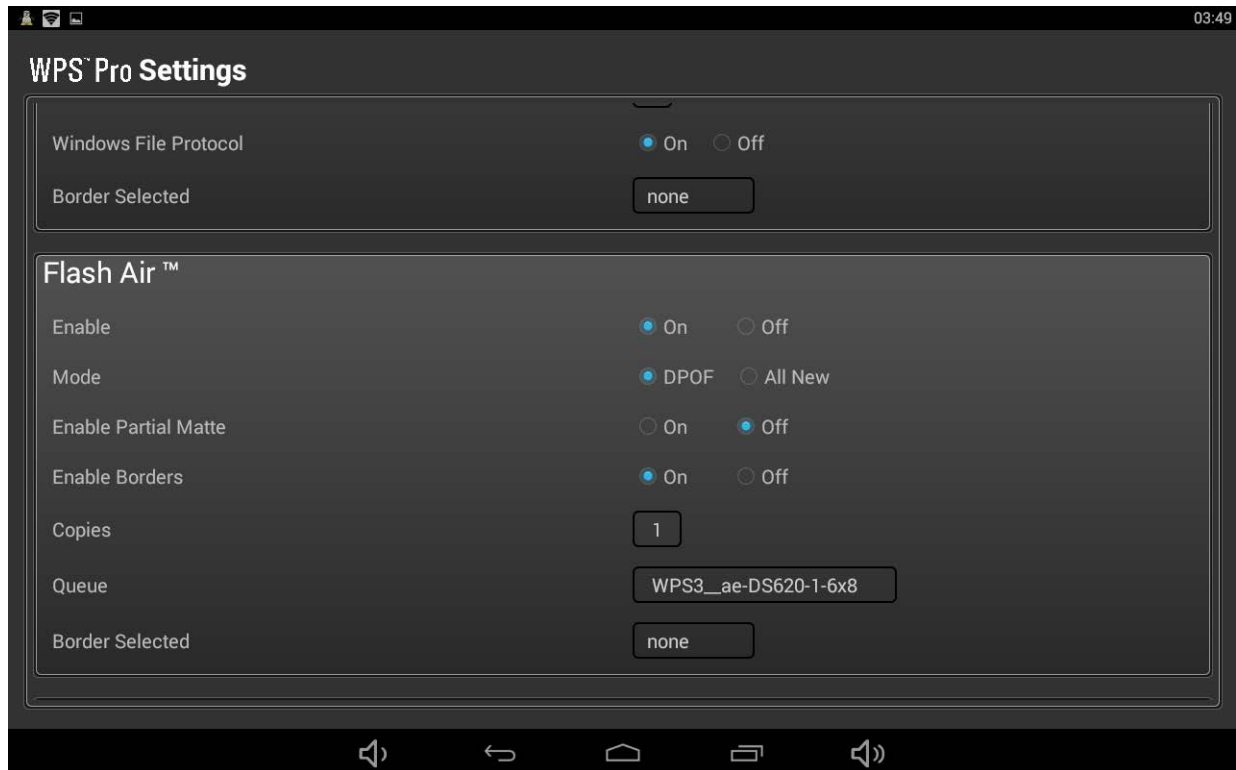 03:49
WPS™ Pro Settings
Windows File Protocol On Off
Border Selected none
Flash Air ™
Enable On Off
Mode DPOF All New
Enable Partial Matte On Off
Enable Borders On Off
Copies 1
Queue WPS3__ae-DS620-1-6x8
Border Selected none